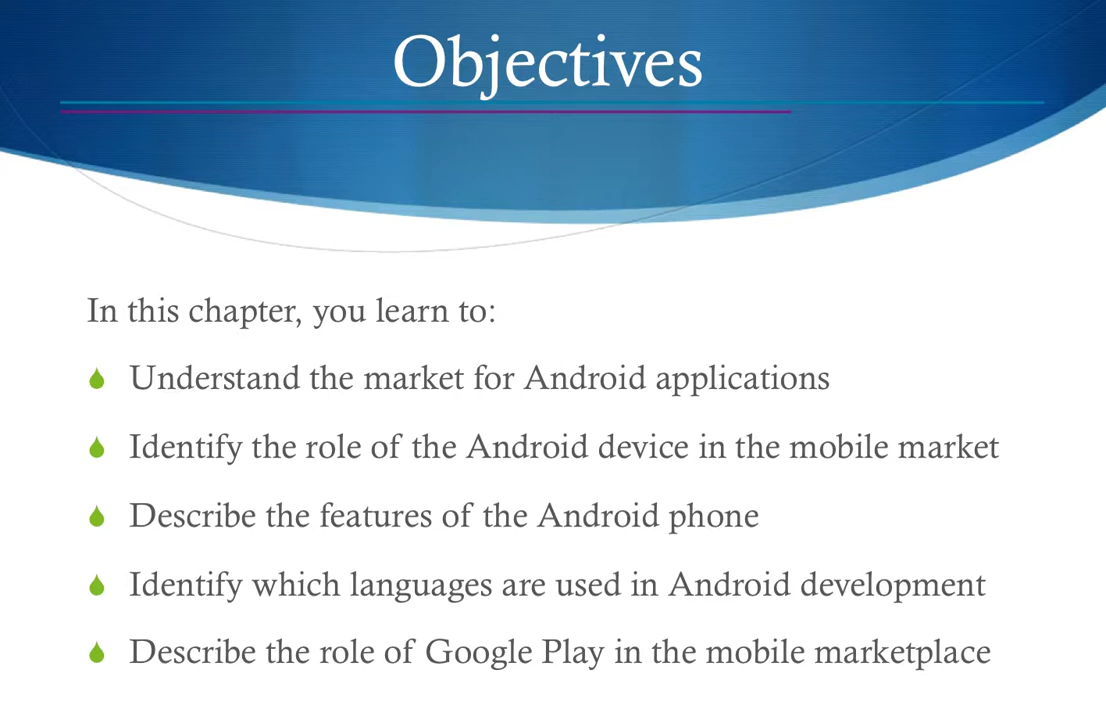 Objectives
In this chapter, you learn to:
Understand the market for Android applications
Identify the role of the Android device in the mobile market
Describe the features of the Android phone
Identify which languages are used in Android development
Describe the role of Google Play in the mobile marketplace